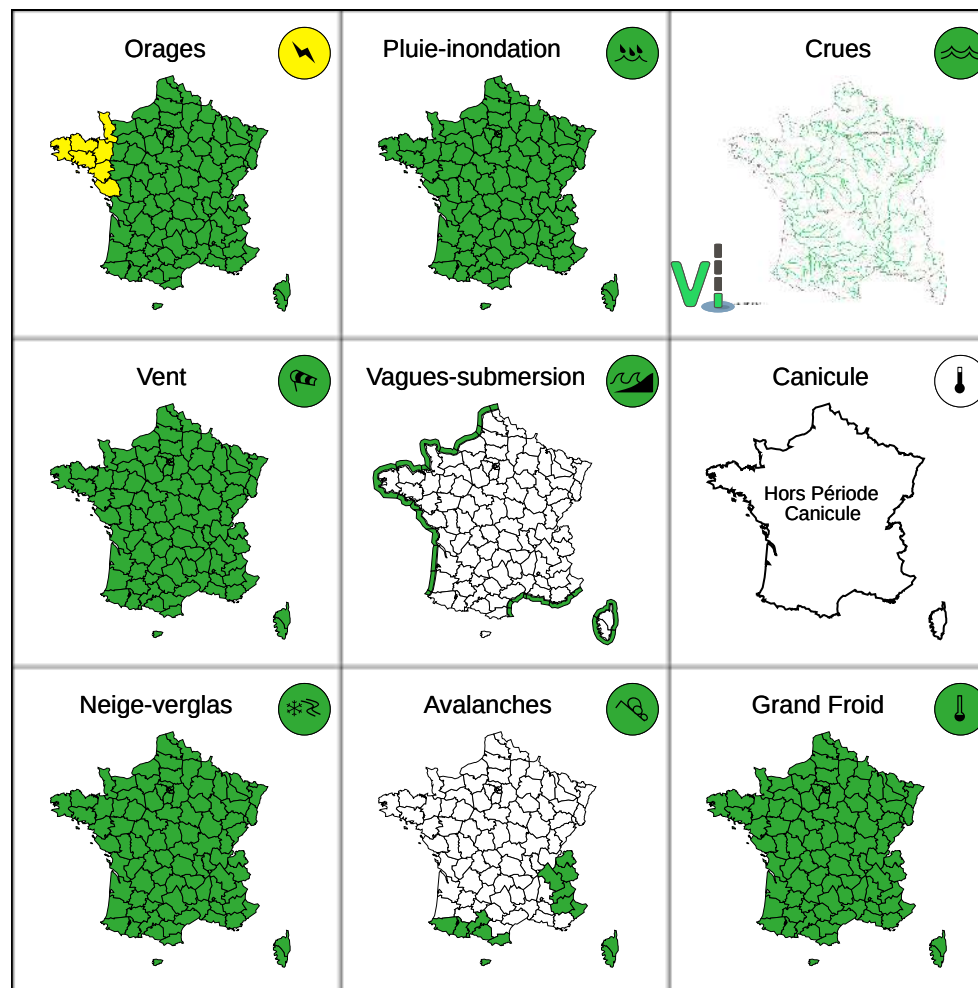 Orages
Pluie-inondation
Crues
Vent
Vagues-submersion
Canicule
Hors Période
Canicule
Neige-verglas
Avalanches
Grand Froid